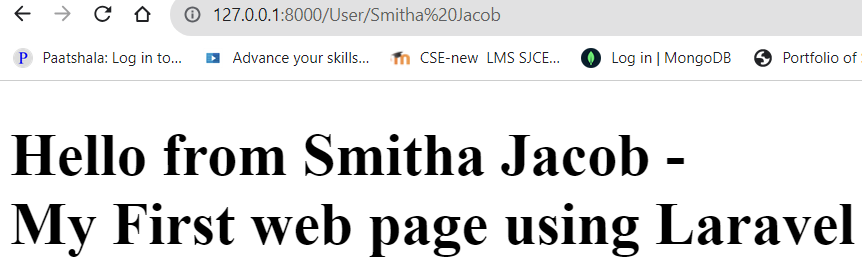 127.0.0.1:8000/User/Smitha%20Jacob
Paatshala: Log in to... Advance your skills... CSE-new LMS SJCE... Log in | MongoDB Portfolio of
Hello from Smitha Jacob -
My First web page using Laravel